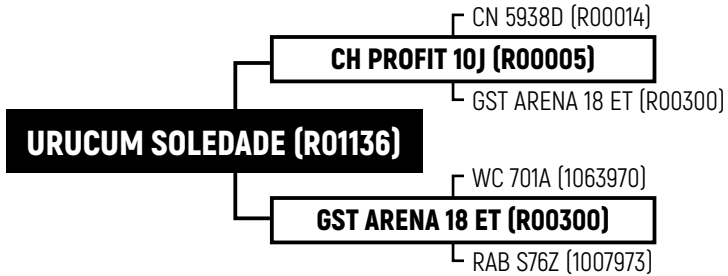 CN 5938D (R00014)
CH PROFIT 10J (R00005)
GST ARENA 18 ET (R00300)
URUCUM SOLEDADE (R01136)
WC 701A (1063970)
GST ARENA 18 ET (R00300)
RAB S76Z (1007973)